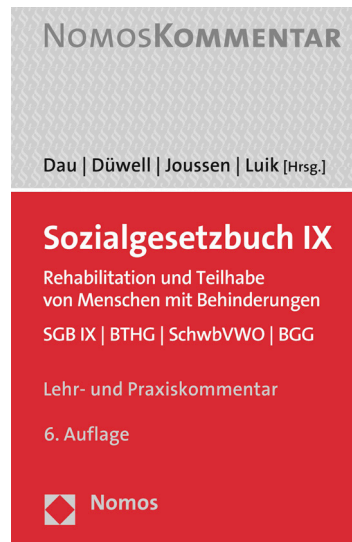 NOMOSKOMMENTAR
Dau | Düwell | Joussen | Luik [Hrsg.]
Sozialgesetzbuch IX
Rehabilitation und Teilhabe
von Menschen mit Behinderungen
SGB IX | BTHG | SchwbVWO | BGG
Lehr- und Praxiskommentar
6. Auflage
Nomos